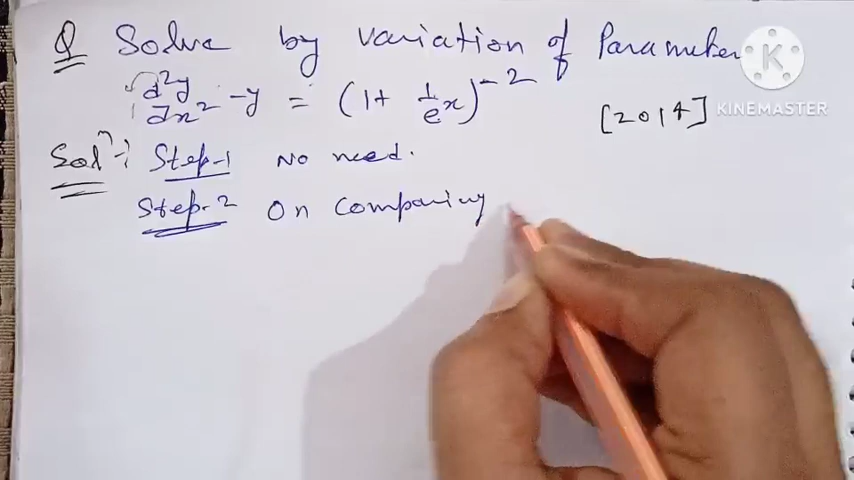 Q Solve by variation of Parameter
d²y/dx² - y = (1 + 1/eˣ)⁻²
[2014]
Solⁿ:- Step-1 No need.
Step-2 On comparing
KINEMASTER